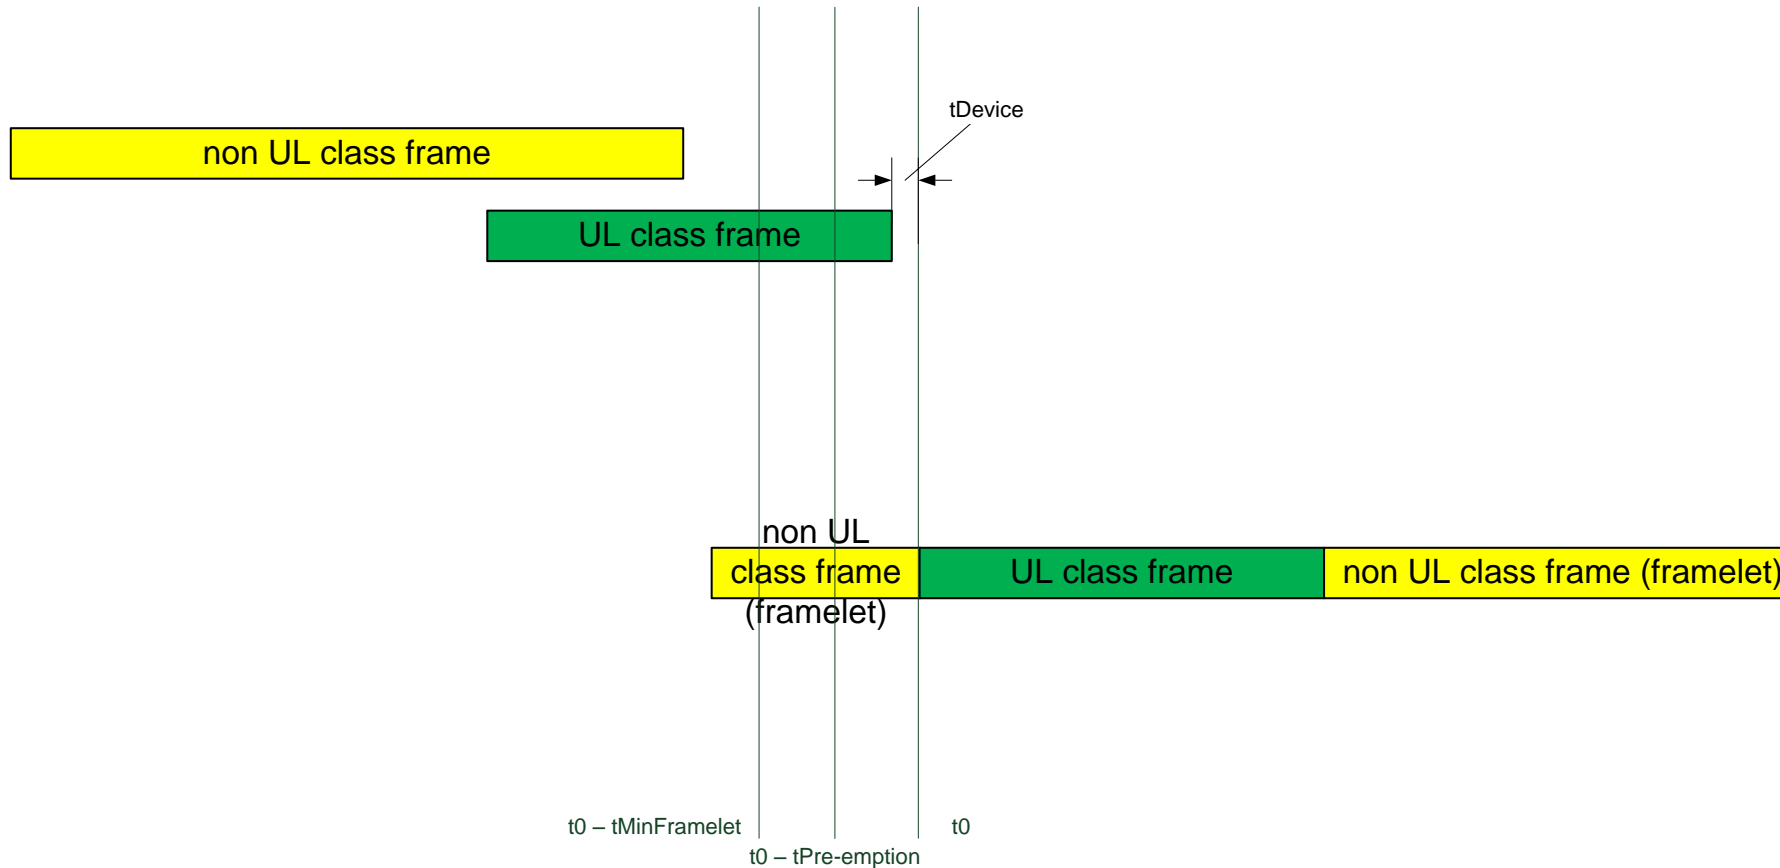 tDevice
non UL class frame
UL class frame
non UL
class frame
(framelet)
UL class frame
non UL class frame (framelet)
t0 – tMinFramelet
t0
t0 – tPre-emption